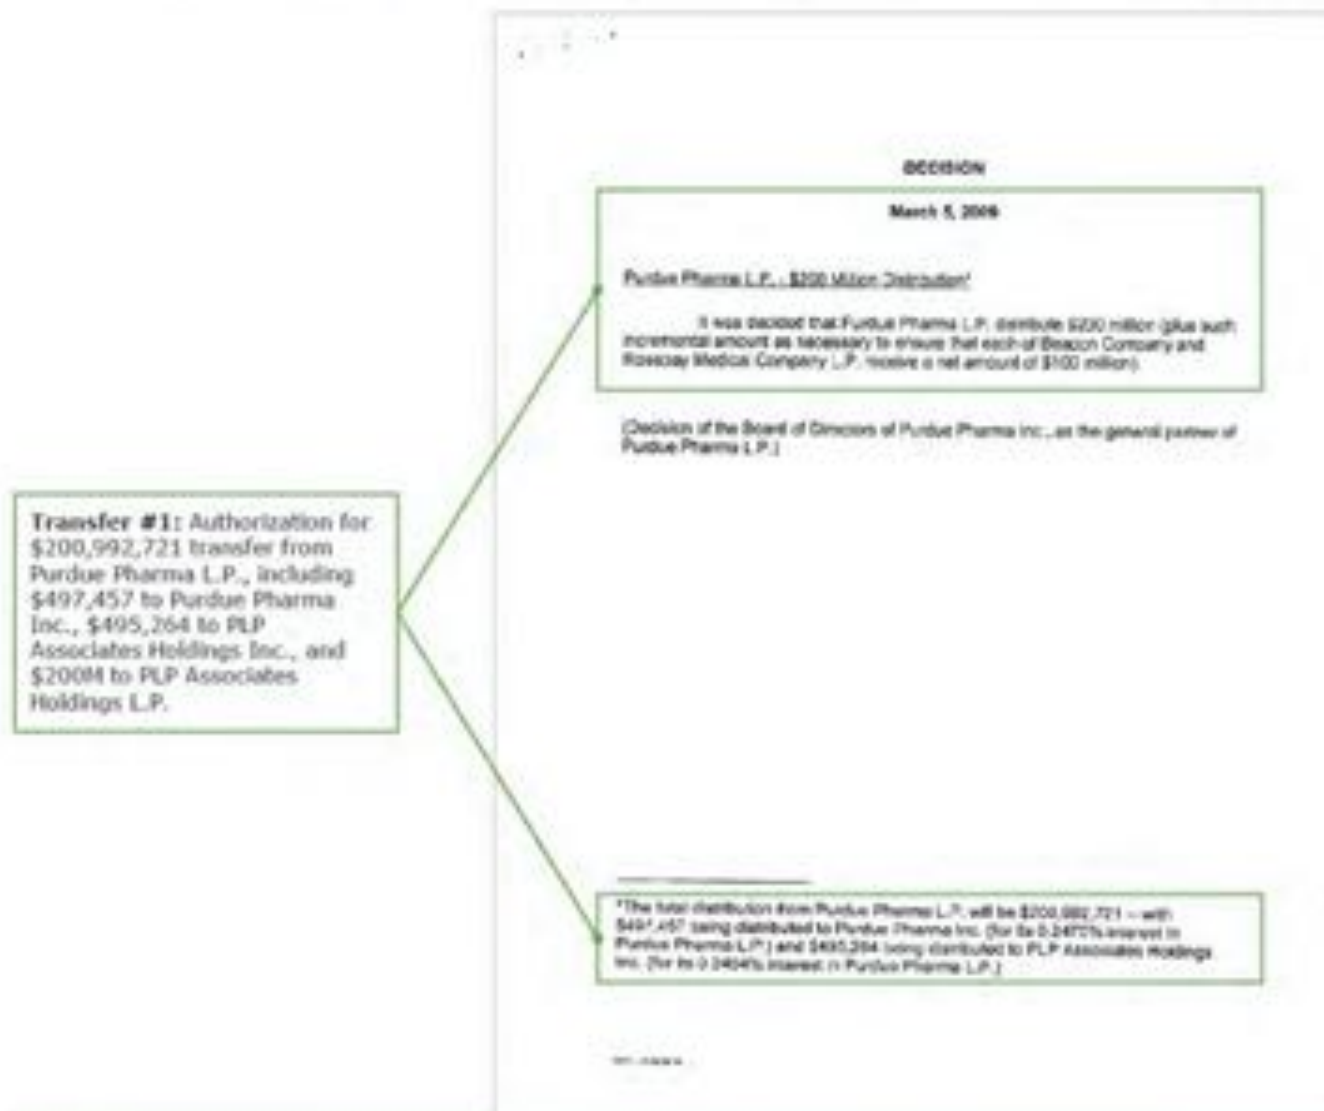 DECISION
March 5, 2009
Purdue Pharma L.P. - $200 Million Distribution*
It was decided that Purdue Pharma L.P. distribute $200 million (plus such
incremental amount as necessary to ensure that each of Beacon Company and
Rosebay Medical Company L.P. receive a net amount of $100 million).
(Decision of the Board of Directors of Purdue Pharma Inc., as the general partner of
Purdue Pharma L.P.)
Transfer #1: Authorization for
$200,992,721 transfer from
Purdue Pharma L.P., including
$497,457 to Purdue Pharma
Inc., $495,264 to PLP
Associates Holdings Inc., and
$200M to PLP Associates
Holdings L.P.
*The total distribution from Purdue Pharma L.P. will be $200,992,721 – with
$497,457 being distributed to Purdue Pharma Inc. (for its interest in
Purdue Pharma L.P.) and $495,264 being distributed to PLP Associates Holdings
Inc. (for its interest in Purdue Pharma L.P.)